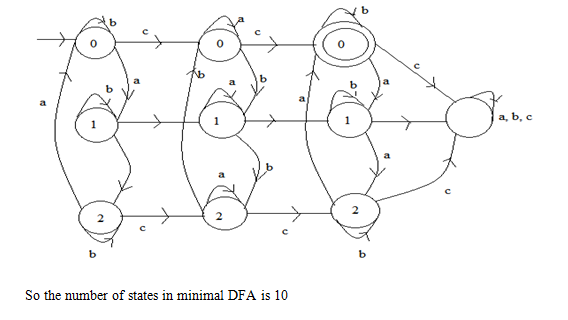 b a b
c c
0 0 0
c
b a
a b a b b a
a a a, b, c
1 1 1
b a
a
2 2 2
c c c
b b
So the number of states in minimal DFA is 10